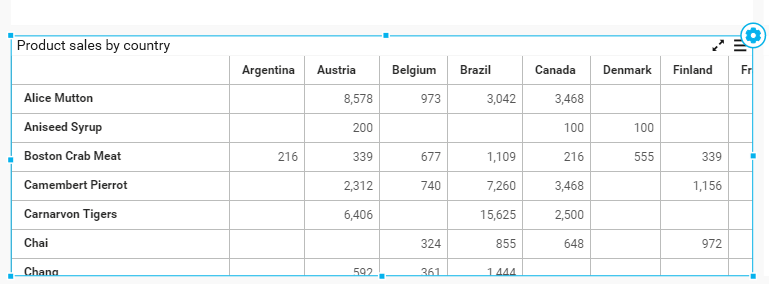 Product sales by country
Argentina Austria Belgium Brazil Canada Denmark Finland Fr
Alice Mutton 8,578 973 3,042 3,468
Aniseed Syrup 200 100 100
Boston Crab Meat 216 339 677 1,109 216 555 339
Camembert Pierrot 2,312 740 7,260 3,468 1,156
Carnarvon Tigers 6,406 15,625 2,500
Chai 324 855 648 972
Chang 592 361 1,444